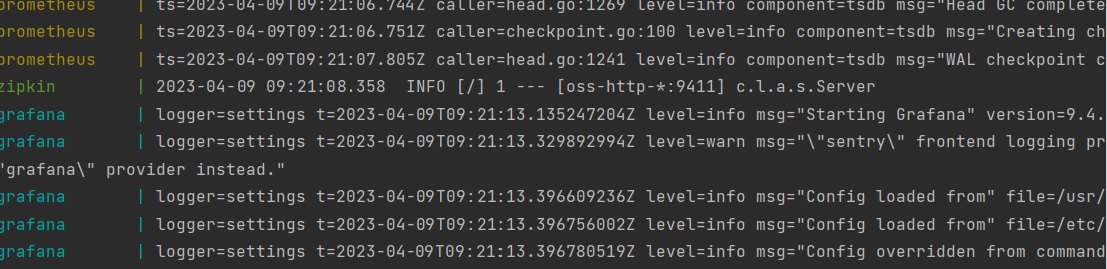 prometheus | ts=2023-04-09T09:21:06.744Z caller=head.go:1269 level=info component=tsdb msg="Head GC complete
prometheus | ts=2023-04-09T09:21:06.751Z caller=checkpoint.go:100 level=info component=tsdb msg="Creating ch
prometheus | ts=2023-04-09T09:21:07.805Z caller=head.go:1241 level=info component=tsdb msg="WAL checkpoint c
zipkin | 2023-04-09 09:21:08.358 INFO [/] 1 --- [oss-http-*:9411] c.l.a.s.Server
grafana | logger=settings t=2023-04-09T09:21:13.135247204Z level=info msg="Starting Grafana" version=9.4.
grafana | logger=settings t=2023-04-09T09:21:13.329892994Z level=warn msg="\"sentry\" frontend logging pr
"grafana\" provider instead."
grafana | logger=settings t=2023-04-09T09:21:13.396609236Z level=info msg="Config loaded from" file=/usr/
grafana | logger=settings t=2023-04-09T09:21:13.396756002Z level=info msg="Config loaded from" file=/etc/
grafana | logger=settings t=2023-04-09T09:21:13.396780519Z level=info msg="Config overridden from command